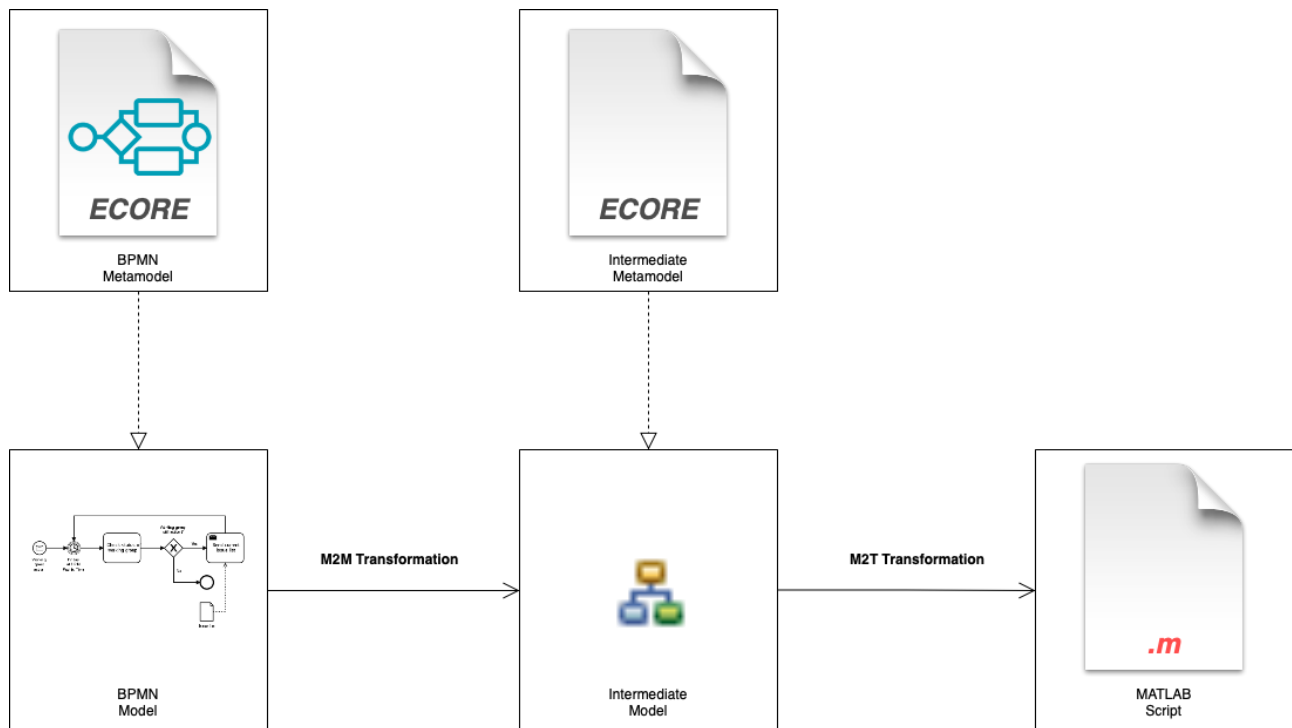 ECORE
BPMN
Metamodel
ECORE
Intermediate
Metamodel
M2M Transformation
M2T Transformation
.m
BPMN
Model
Intermediate
Model
MATLAB
Script